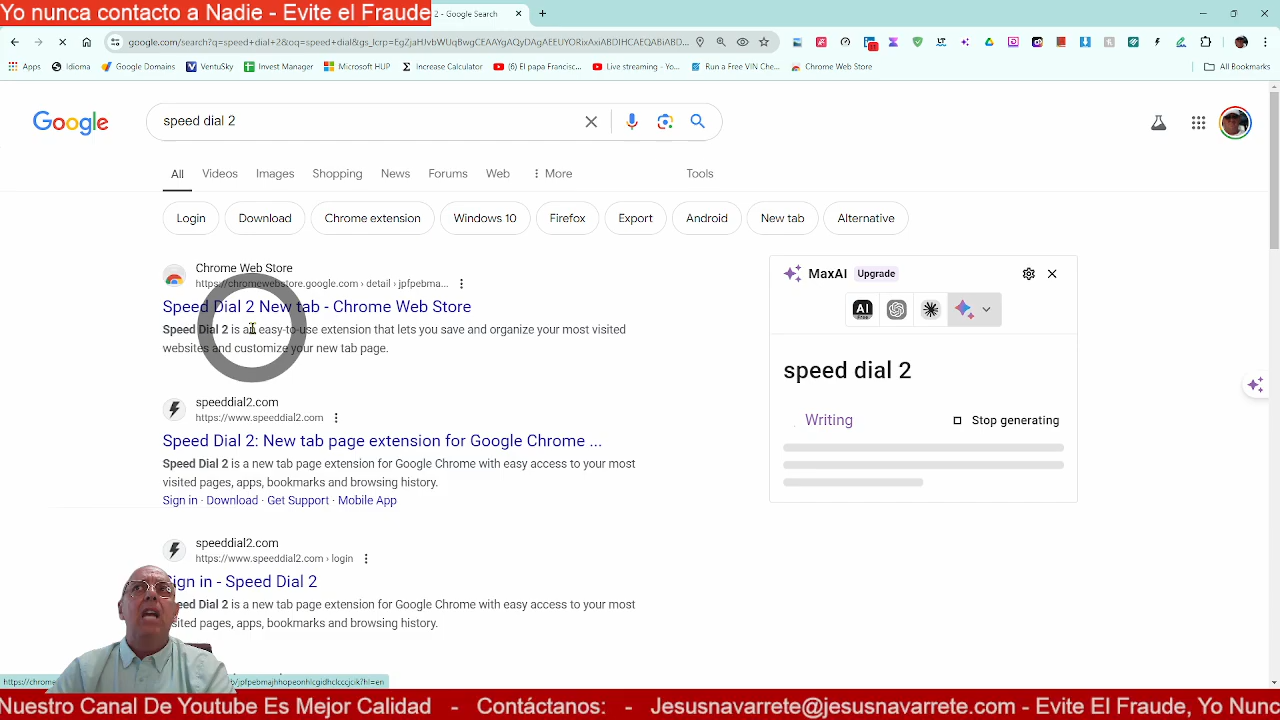 Yo nunca contacto a Nadie - Evite el Fraude
2 - Google Search
google.com/search?q=speed+dial+2&oq=speed+dial&gs_lcrp=
Apps
Idioma
Google Domains
VentuSky
Invest Manager
Microsoft HUP
Increase Calculator
(6) El papa Francisc...
Live streaming - Yo...
Run a Free VIN Che...
Chrome Web Store
All Bookmarks
Google
speed dial 2
All
Videos
Images
Shopping
News
Forums
Web
More
Tools
Login
Download
Chrome extension
Windows 10
Firefox
Export
Android
New tab
Alternative
Chrome Web Store
https://chromewebstore.google.com › detail › jpfpebma...
Speed Dial 2 New tab - Chrome Web Store
Speed Dial 2 is an easy-to-use extension that lets you save and organize your most visited
websites and customize your new tab page.
MaxAI Upgrade
speed dial 2
Writing
Stop generating
speeddial2.com
https://www.speeddial2.com
Speed Dial 2: New tab page extension for Google Chrome ...
Speed Dial 2 is a new tab page extension for Google Chrome with easy access to your most
visited pages, apps, bookmarks and browsing history.
Sign in · Download · Get Support · Mobile App
speeddial2.com
https://www.speeddial2.com › login
ign in - Speed Dial 2
eed Dial 2 is a new tab page extension for Google Chrome with easy access to your most
ited pages, apps, bookmarks and browsing history.
Nuestro Canal De Youtube Es Mejor Calidad - Contáctanos: - Jesusnavarrete@jesusnavarrete.com - Evite El Fraude, Yo Nunc